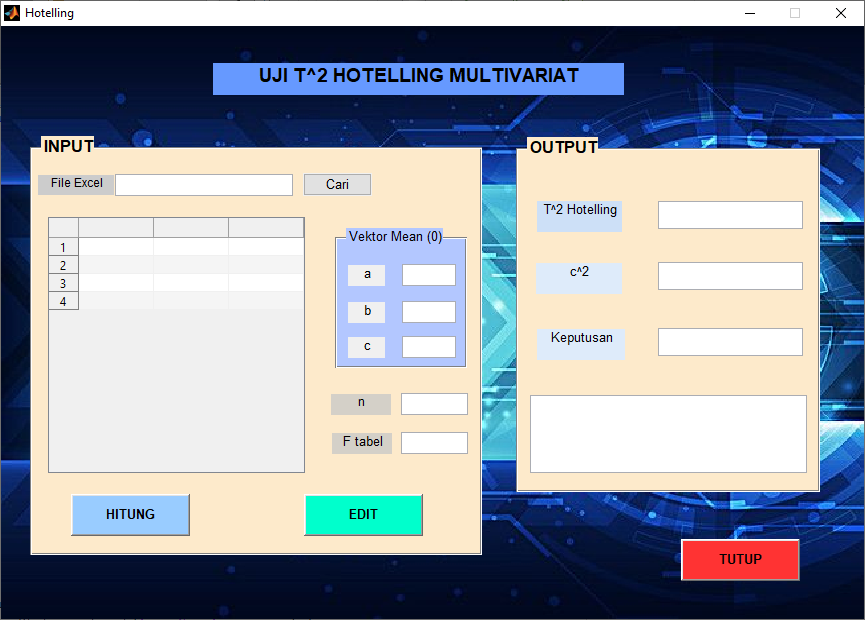 Hotelling
UJI T^2 HOTELLING MULTIVARIAT
INPUT
File Excel
Cari
1
2
3
4
Vektor Mean (0)
a
b
c
n
F tabel
HITUNG
EDIT
OUTPUT
T^2 Hotelling
c^2
Keputusan
TUTUP